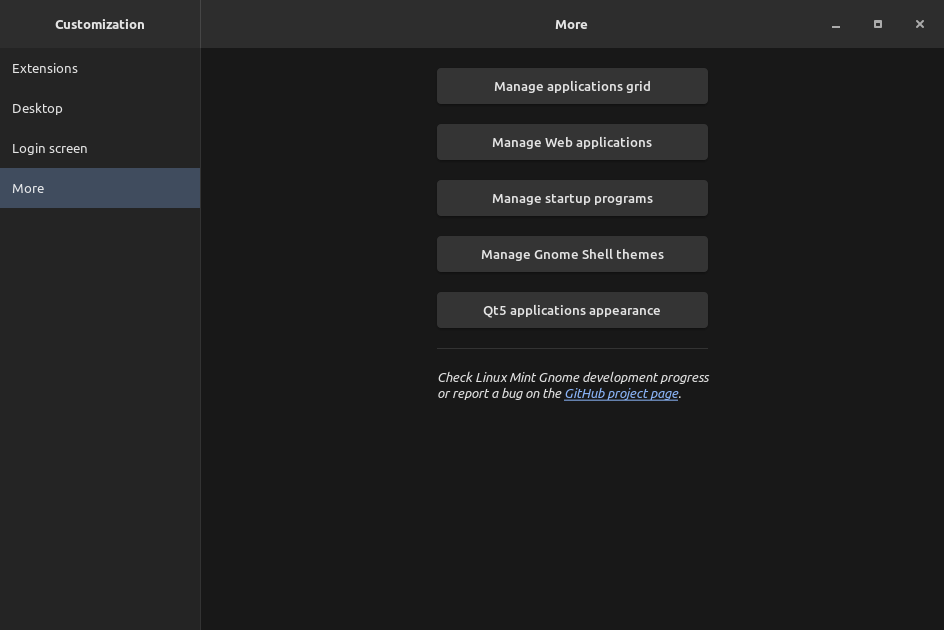 Customization
More
Extensions
Desktop
Login screen
More
Manage applications grid
Manage Web applications
Manage startup programs
Manage Gnome Shell themes
Qt5 applications appearance
Check Linux Mint Gnome development progress
or report a bug on the GitHub project page.